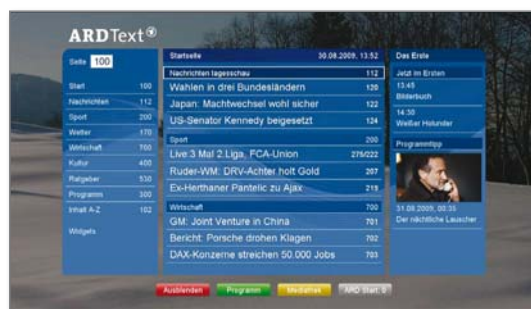 ARDText
Seite 100
Start 100
Nachrichten 112
Sport 200
Wetter 170
Wirtschaft 700
Kultur 400
Ratgeber 530
Programm 300
Inhalt A-Z 102
Widgets
Startseite 30.08.2009, 13:52
Nachrichten tagesschau 112
Wahlen in drei Bundesländern 120
Japan: Machtwechsel wohl sicher 122
US-Senator Kennedy beigesetzt 124
Sport 200
Live 3 Mal 2.Liga, FCA-Union 275/222
Ruder-WM: DRV-Achter holt Gold 207
Ex-Herthaner Pantelic zu Ajax 219
Wirtschaft 700
GM: Joint Venture in China 701
Bericht: Porsche drohen Klagen 702
DAX-Konzerne streichen 50.000 Jobs 703
Das Erste
Jetzt im Ersten
13:45
Bilderbuch
14:30
Weißer Holunder
Programmtipp
31.08.2009, 00:35
Der nächtliche Lauscher
Ausblenden Programm Mediathek ARD Start: 0